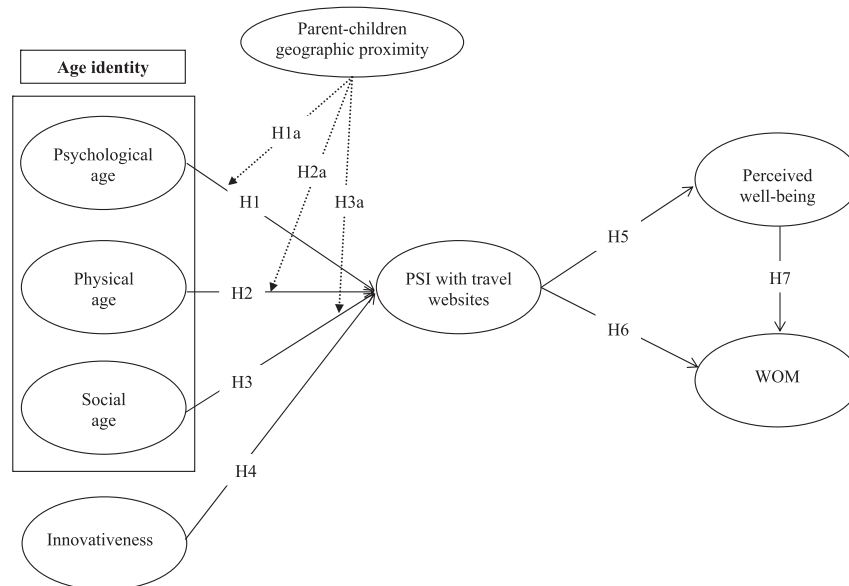 Parent-children
geographic proximity
Age identity
Psychological
age
H1a
H2a
H3a
H1
Physical
age
H2
PSI with travel
websites
H5
Perceived
well-being
H7
H6
WOM
Social
age
H3
H4
Innovativeness